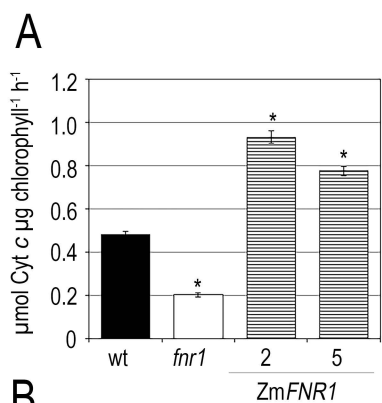 A
µmol Cyt c µg chlorophyll⁻¹ h⁻¹
1.2
1.0
0.8
0.6
0.4
0.2
0
*
*
*
wt fnr1 2 5
ZmFNR1
B